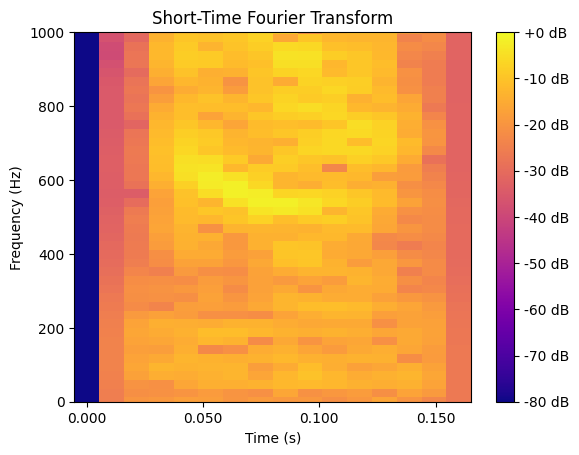 Short-Time Fourier Transform
1000
800
600
400
200
0
Frequency (Hz)
0.000
0.050
0.100
0.150
Time (s)
+0 dB
-10 dB
-20 dB
-30 dB
-40 dB
-50 dB
-60 dB
-70 dB
-80 dB